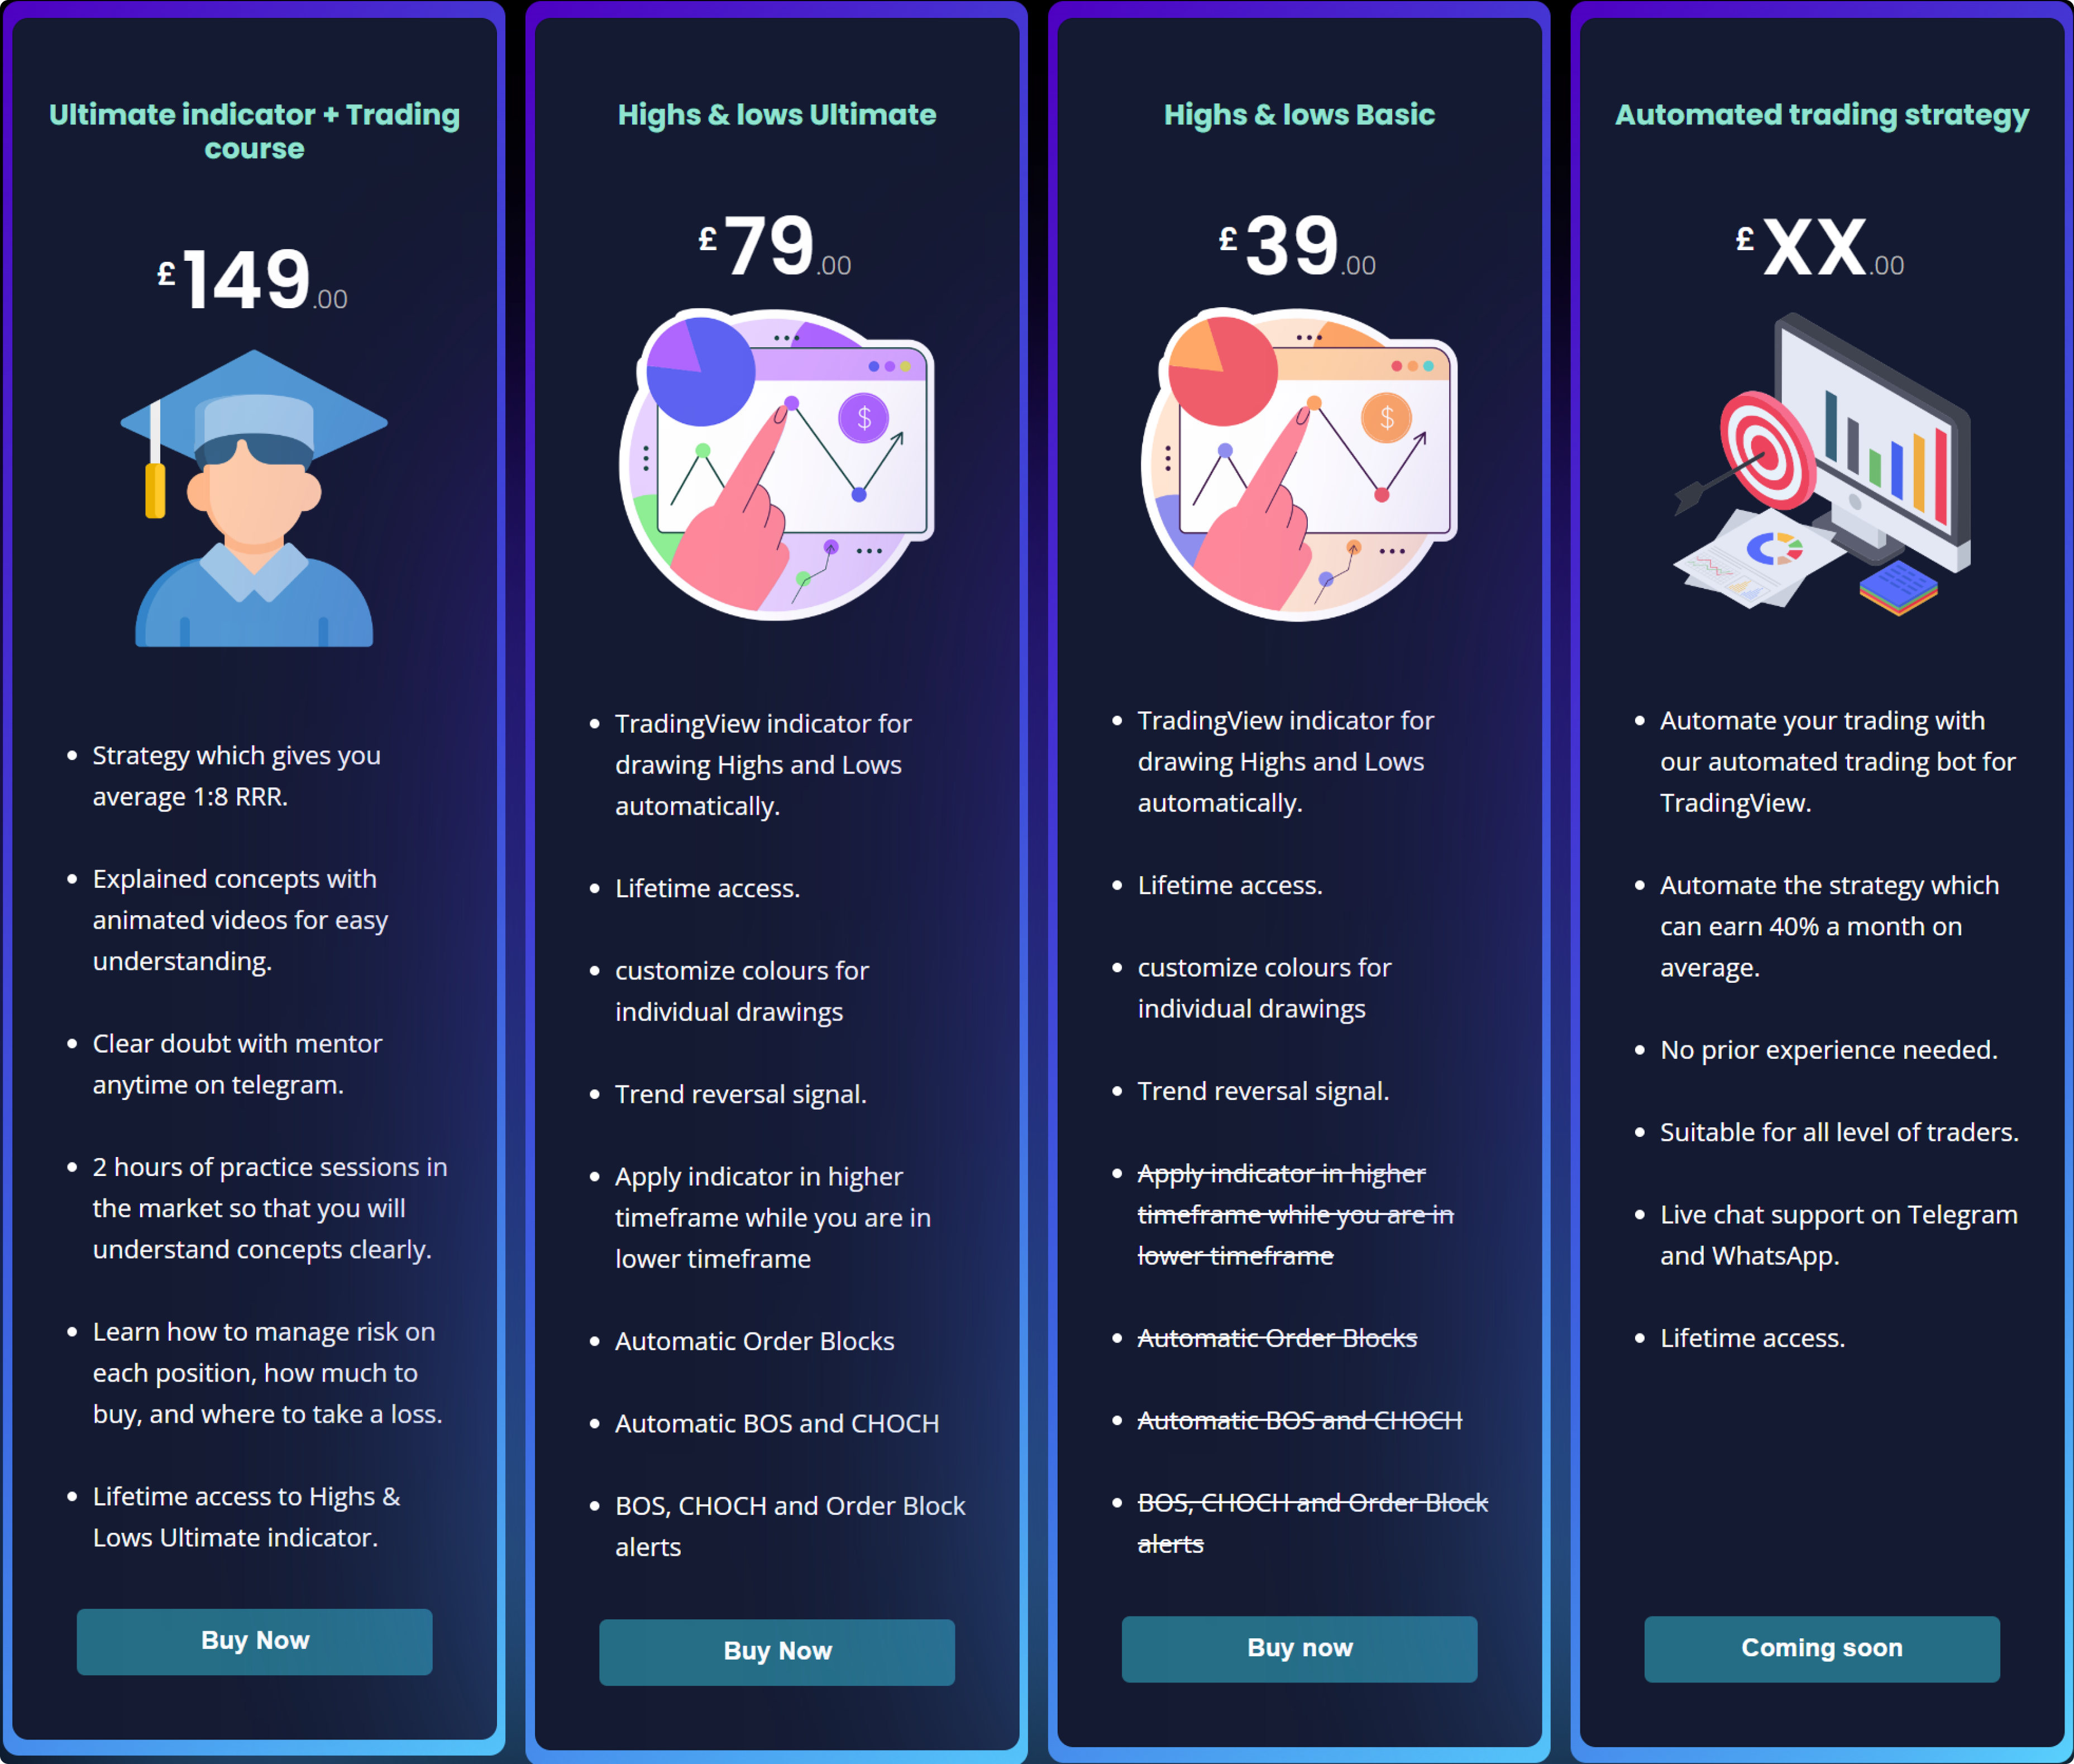 Ultimate indicator + Trading
course
£149.00
Strategy which gives you
average 1:8 RRR.
Explained concepts with
animated videos for easy
understanding.
Clear doubt with mentor
anytime on telegram.
2 hours of practice sessions in
the market so that you will
understand concepts clearly.
Learn how to manage risk on
each position, how much to
buy, and where to take a loss.
Lifetime access to Highs &
Lows Ultimate indicator.
Buy Now
Highs & lows Ultimate
£79.00
$
TradingView indicator for
drawing Highs and Lows
automatically.
Lifetime access.
customize colours for
individual drawings
Trend reversal signal.
Apply indicator in higher
timeframe while you are in
lower timeframe
Automatic Order Blocks
Automatic BOS and CHOCH
BOS, CHOCH and Order Block
alerts
Buy Now
Highs & lows Basic
£39.00
$
TradingView indicator for
drawing Highs and Lows
automatically.
Lifetime access.
customize colours for
individual drawings
Trend reversal signal.
Apply indicator in higher
timeframe while you are in
lower timeframe
Automatic Order Blocks
Automatic BOS and CHOCH
BOS, CHOCH and Order Block
alerts
Buy now
Automated trading strategy
£XX.00
Automate your trading with
our automated trading bot for
TradingView.
Automate the strategy which
can earn 40% a month on
average.
No prior experience needed.
Suitable for all level of traders.
Live chat support on Telegram
and WhatsApp.
Lifetime access.
Coming soon